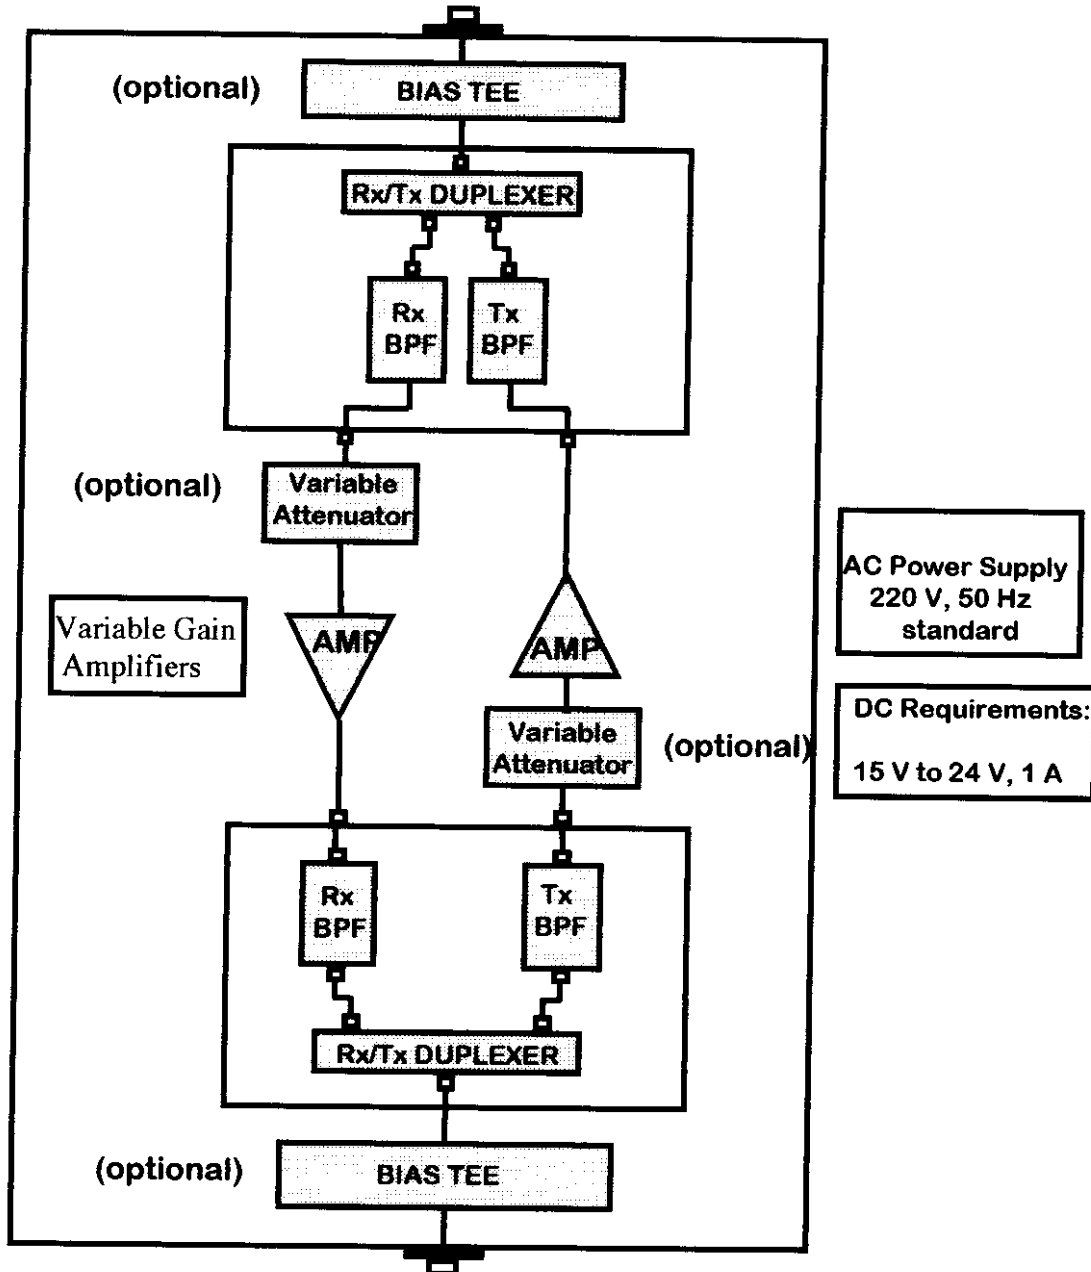 (optional)
BIAS TEE
Rx/Tx DUPLEXER
Rx
BPF
Tx
BPF
(optional)
Variable
Attenuator
AC Power Supply
220 V, 50 Hz
standard
Variable Gain
Amplifiers
AMP
AMP
DC Requirements:
15 V to 24 V, 1 A
Variable
Attenuator
(optional)
Rx
BPF
Tx
BPF
Rx/Tx DUPLEXER
(optional)
BIAS TEE